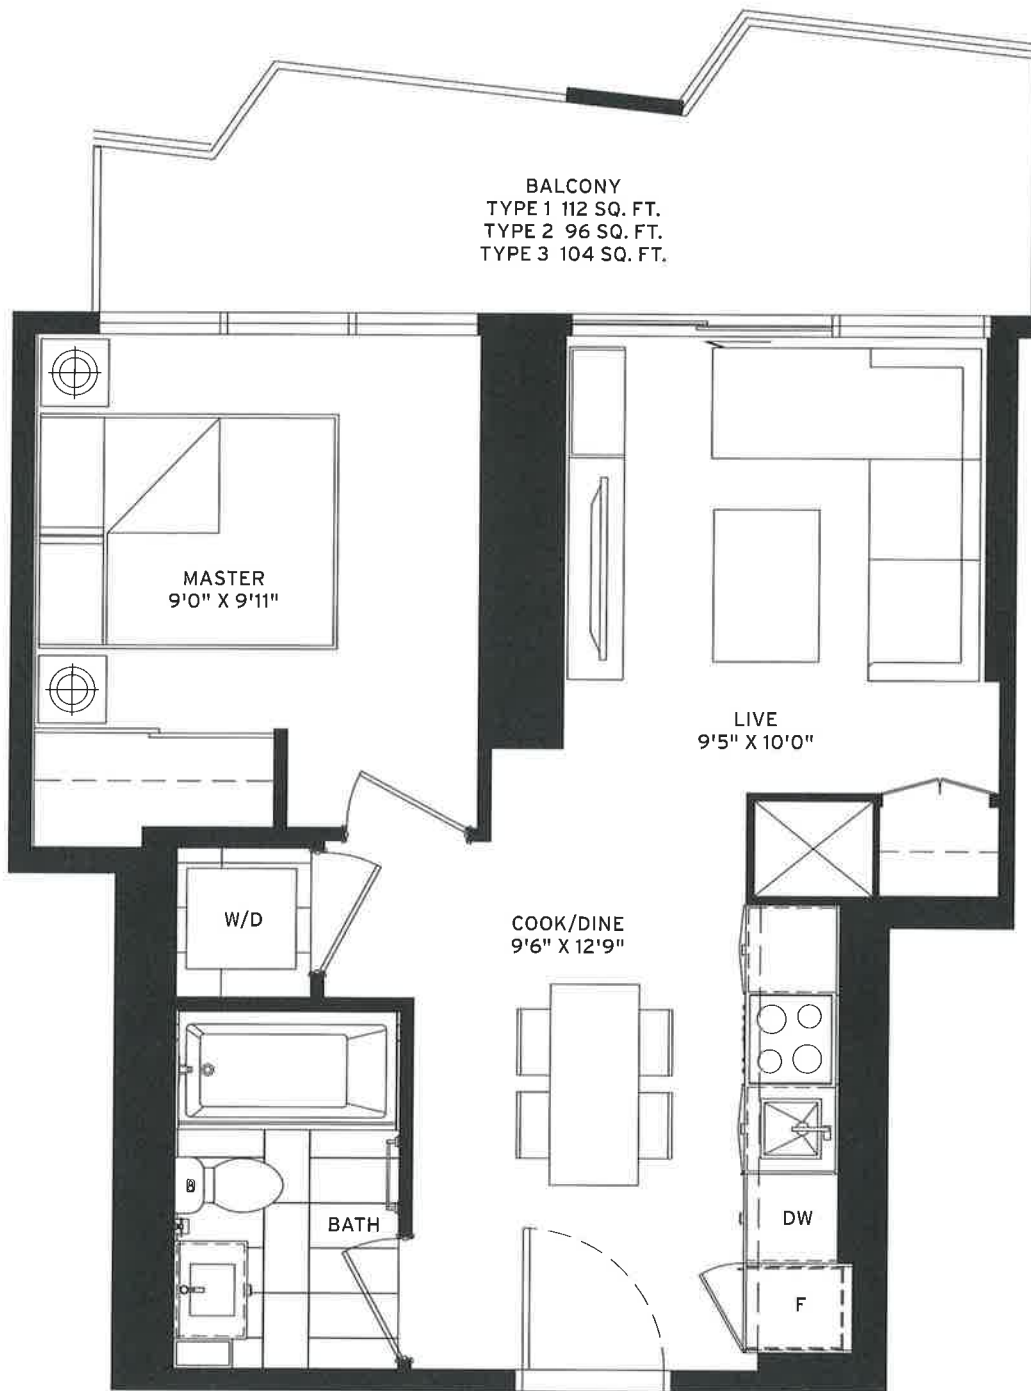 BALCONY
TYPE 1 112 SQ. FT.
TYPE 2 96 SQ. FT.
TYPE 3 104 SQ. FT.
MASTER
9'0" X 9'11"
LIVE
9'5" X 10'0"
W/D
COOK/DINE
9'6" X 12'9"
BATH
DW
F